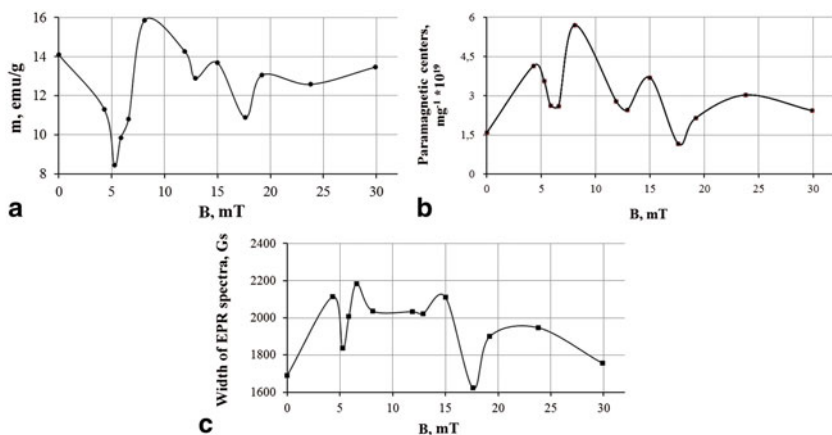 m, emu/g
16
14
12
10
8
0 5 10 15 20 25 30
B, mT
a
Paramagnetic centers,
mg⁻¹ *10¹⁹
6
4,5
3
1,5
0
0 5 10 15 20 25 30
B, mT
b
Width of EPR spectra, Gs
2400
2200
2000
1800
1600
0 5 10 15 20 25 30
B, mT
c